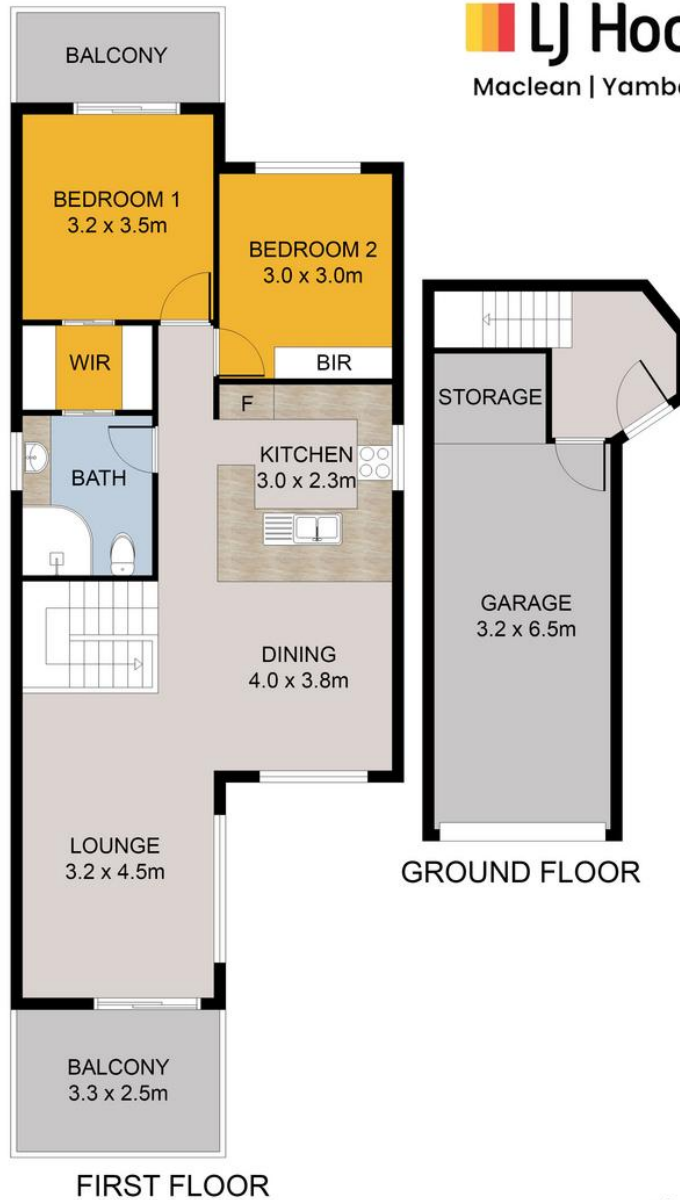 LJ Hoo
Maclean | Yamba
BALCONY
BEDROOM 1
3.2 x 3.5m
BEDROOM 2
3.0 x 3.0m
WIR
BIR
F
KITCHEN
3.0 x 2.3m
BATH
DINING
4.0 x 3.8m
LOUNGE
3.2 x 4.5m
BALCONY
3.3 x 2.5m
FIRST FLOOR
STORAGE
GARAGE
3.2 x 6.5m
GROUND FLOOR